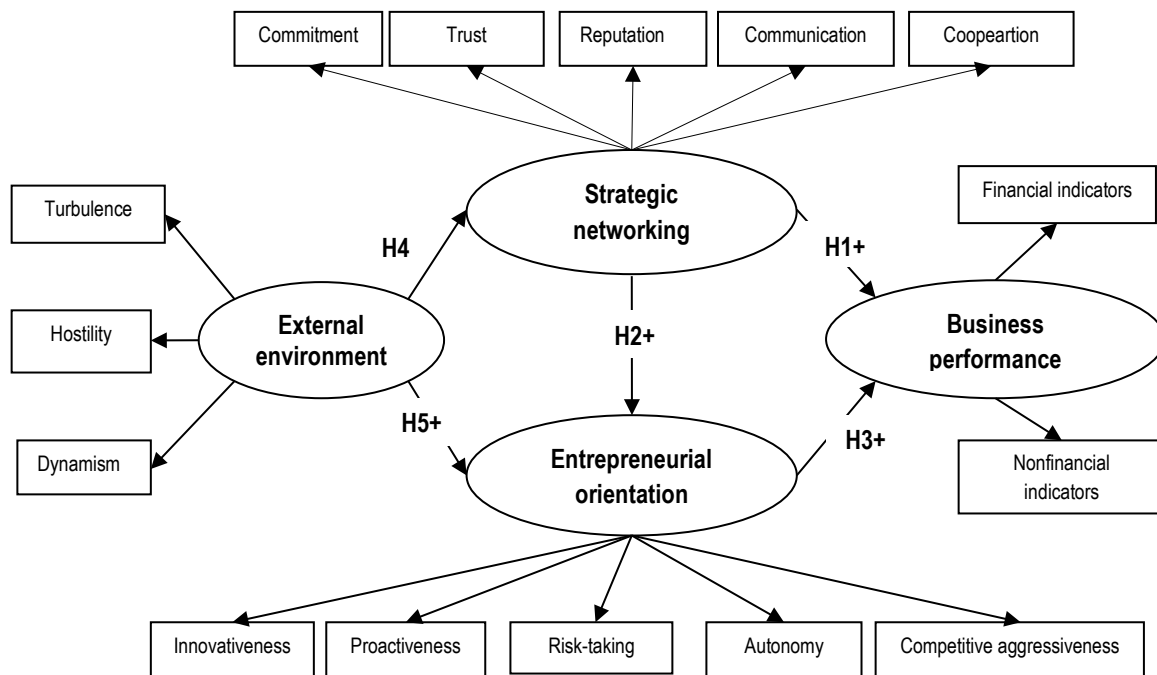 Commitment
Trust
Reputation
Communication
Coopeartion
Strategic
networking
Financial indicators
Turbulence
H4
H1+
Hostility
External
environment
H2+
Business
performance
H5+
H3+
Dynamism
Entrepreneurial
orientation
Nonfinancial
indicators
Innovativeness
Proactiveness
Risk-taking
Autonomy
Competitive aggressiveness